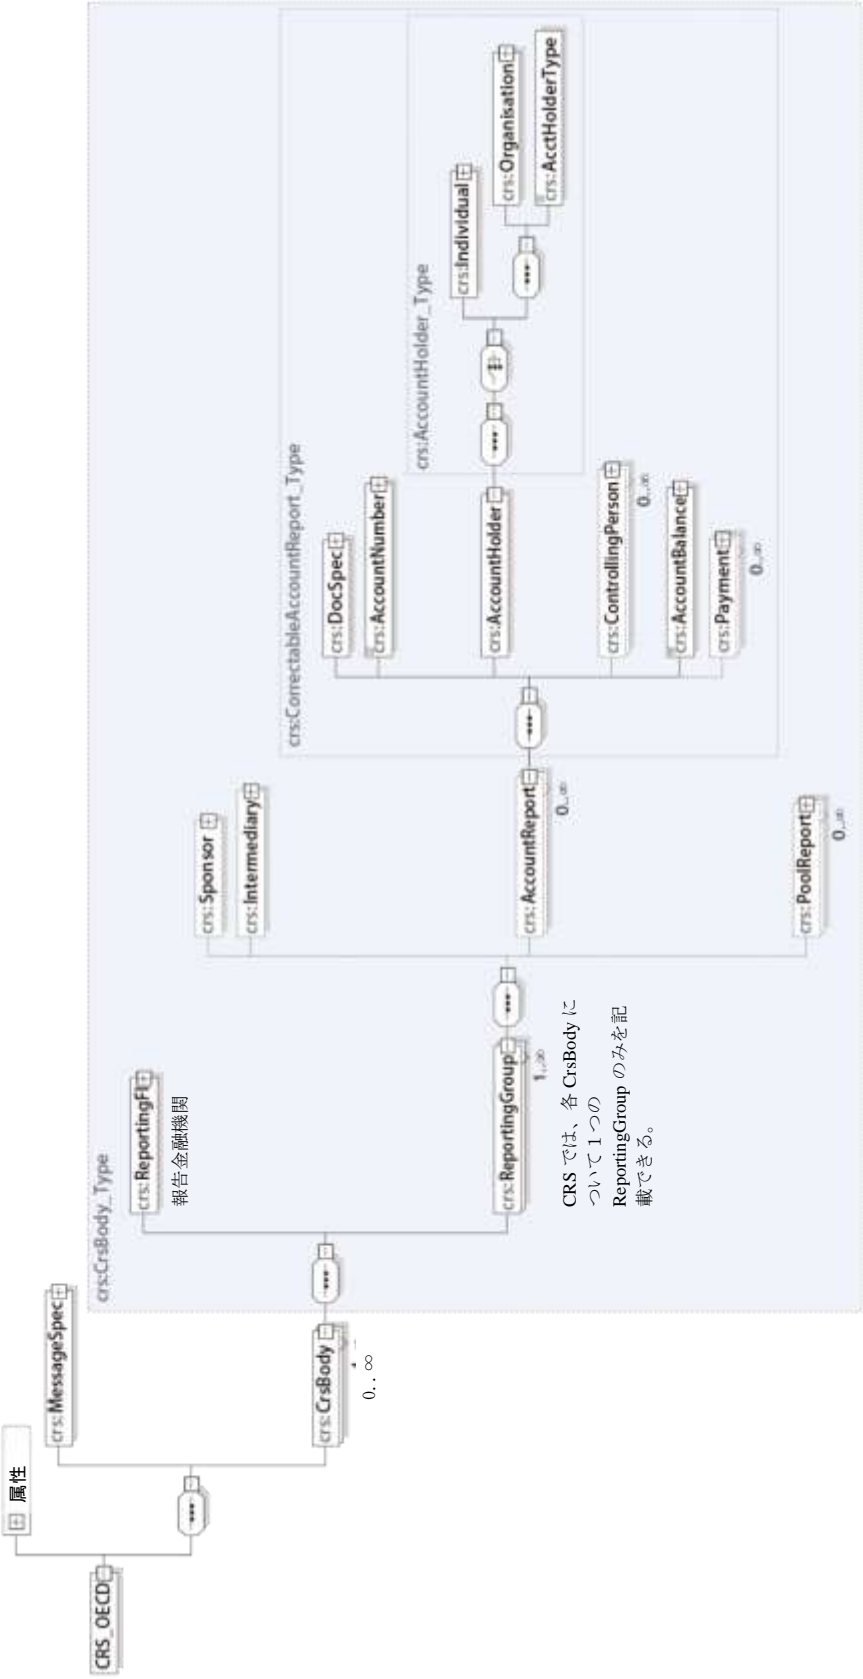 CRS_OECD
属性
crs:MessageSpec
crs:CrsBody
0..∞
crs:CrsBody_Type
crs:ReportingFI
報告金融機関
crs:ReportingGroup
1..∞
CRS では、各 CrsBody に
ついて 1 つの
ReportingGroup のみを記
載できる。
crs:Sponsor
crs:Intermediary
crs:AccountReport
0..∞
crs:PoolReport
0..∞
crs:CorrectableAccountReport_Type
crs:DocSpec
crs:AccountNumber
crs:AccountHolder
crs:ControllingPerson
0..∞
crs:AccountBalance
crs:Payment
0..∞
crs:AccountHolder_Type
crs:Individual
crs:Organisation
crs:AcctHolderType